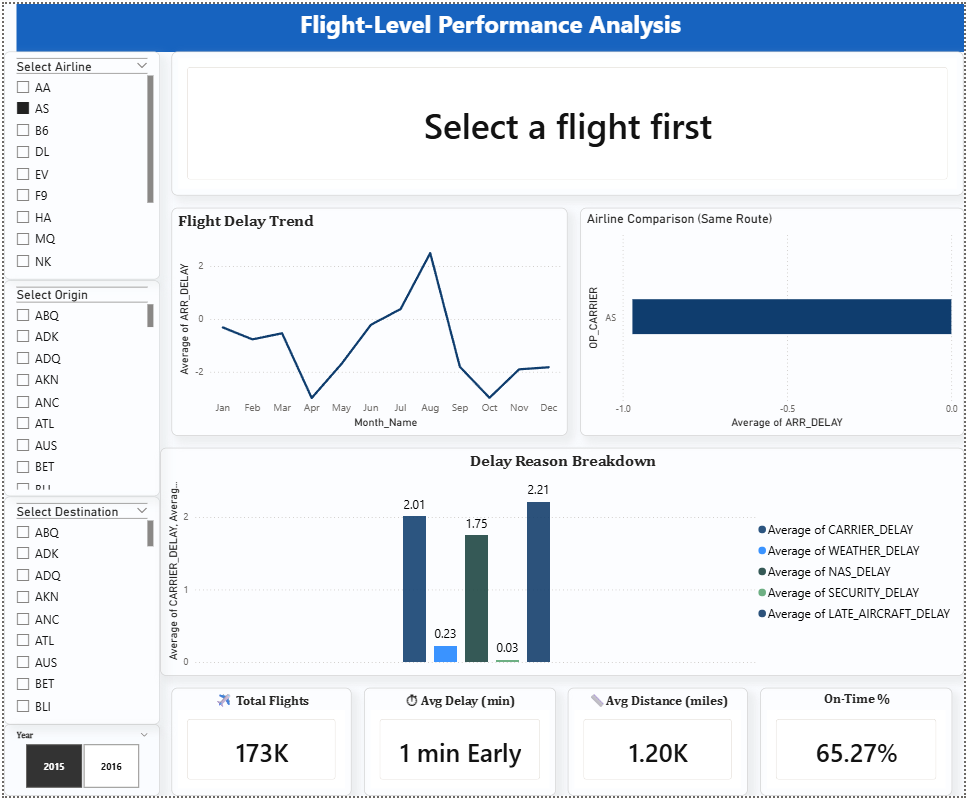 Flight-Level Performance Analysis
Select Airline
AA
AS
B6
DL
EV
F9
HA
MQ
NK
Select Origin
ABQ
ADK
ADQ
AKN
ANC
ATL
AUS
BET
Select Destination
ABQ
ADK
ADQ
AKN
ANC
ATL
AUS
BET
BLI
Year
2015 2016
Select a flight first
Flight Delay Trend
Average of ARR_DELAY
2
0
-2
Jan Feb Mar Apr May Jun Jul Aug Sep Oct Nov Dec
Month_Name
Airline Comparison (Same Route)
OP_CARRIER
AS
-1.0 -0.5 0.0
Average of ARR_DELAY
Delay Reason Breakdown
Average of CARRIER_DELAY, Averag...
2
1
0
2.01 0.23 1.75 0.03 2.21
Average of CARRIER_DELAY
Average of WEATHER_DELAY
Average of NAS_DELAY
Average of SECURITY_DELAY
Average of LATE_AIRCRAFT_DELAY
✈️ Total Flights
173K
⏱ Avg Delay (min)
1 min Early
📏 Avg Distance (miles)
1.20K
On-Time %
65.27%